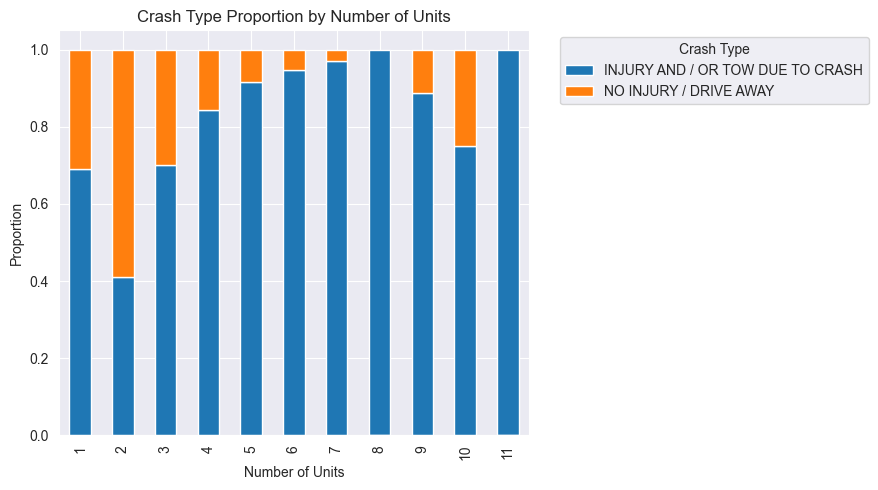 Crash Type Proportion by Number of Units
Crash Type
INJURY AND / OR TOW DUE TO CRASH
NO INJURY / DRIVE AWAY
Proportion
1.0
0.8
0.6
0.4
0.2
0.0
1
2
3
4
5
6
7
8
9
10
11
Number of Units